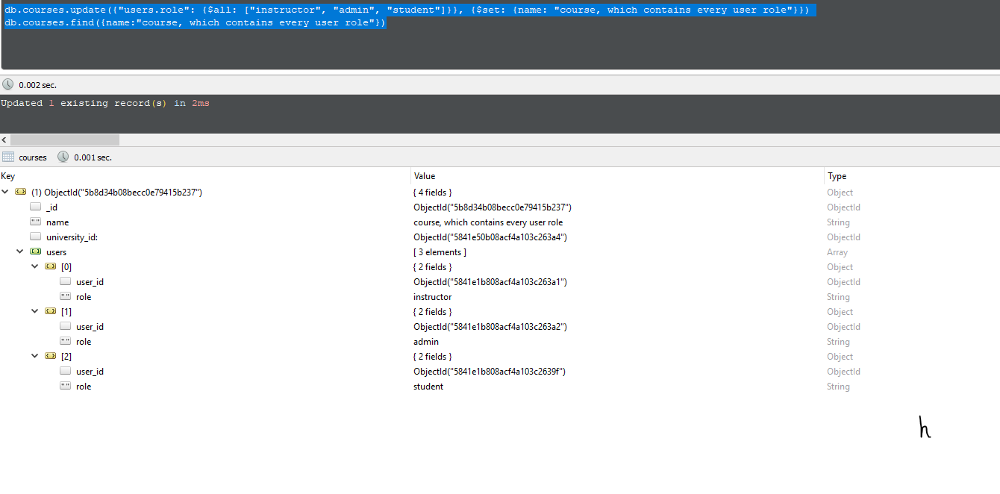 db.courses.update({"users.role": {$all: ["instructor", "admin", "student"]}}, {$set: {name: "course, which contains every user role"}})
db.courses.find({name:"course, which contains every user role"})
0.002 sec.
Updated 1 existing record(s) in 2ms
courses 0.001 sec.
Key Value Type
(1) ObjectId("5b8d34b08becc0e79415b237") { 4 fields } Object
_id ObjectId("5b8d34b08becc0e79415b237") ObjectId
name course, which contains every user role String
university_id: ObjectId("5841e50b08acf4a103c263a4") ObjectId
users [ 3 elements ] Array
[0] { 2 fields } Object
user_id ObjectId("5841e1b808acf4a103c263a1") ObjectId
role instructor String
[1] { 2 fields } Object
user_id ObjectId("5841e1b808acf4a103c263a2") ObjectId
role admin String
[2] { 2 fields } Object
user_id ObjectId("5841e1b808acf4a103c2639f") ObjectId
role student String
h